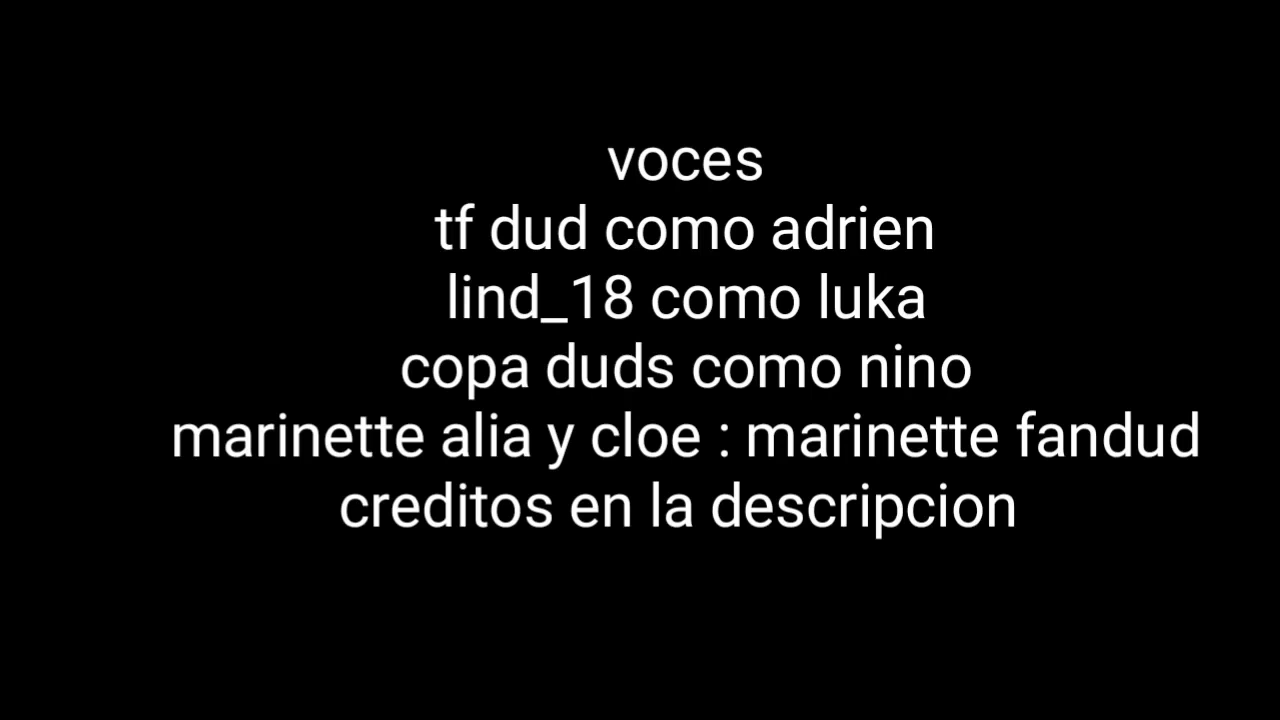 voces
tf dud como adrien
lind_18 como luka
copa duds como nino
marinette alia y cloe : marinette fandud
creditos en la descripcion